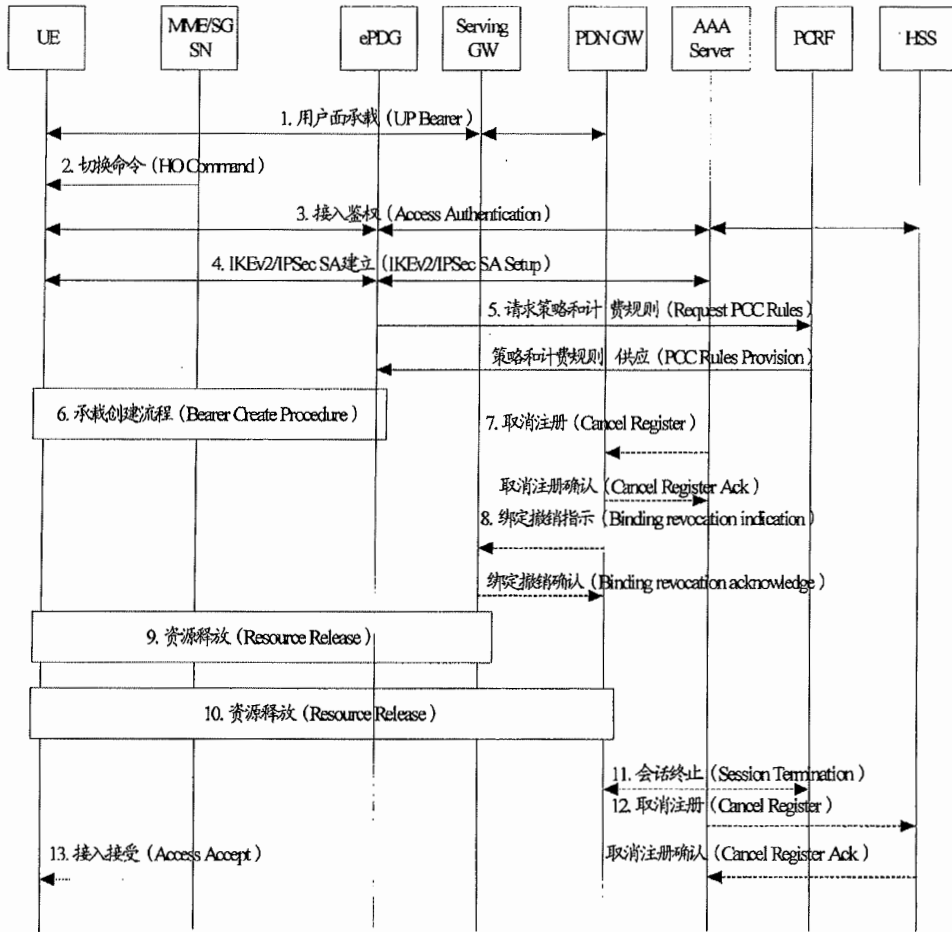 UE
MME/SG
SN
ePDG
Serving
GW
PDN GW
AAA
Server
PCRF
HSS
1. 用户面承载 (UP Bearer)
2. 切换命令 (HO Command)
3. 接入鉴权 (Access Authentication)
4. IKEv2/IPSec SA建立 (IKEv2/IPSec SA Setup)
5. 请求策略和计 费规则 (Request PCC Rules)
策略和计费规则 供应 (PCC Rules Provision)
6. 承载创建流程 (Bearer Create Procedure)
7. 取消注册 (Cancel Register)
取消注册确认 (Cancel Register Ack)
8. 绑定撤销指示 (Binding revocation indication)
绑定撤销确认 (Binding revocation acknowledge)
9. 资源释放 (Resource Release)
10. 资源释放 (Resource Release)
11. 会话终止 (Session Termination)
12. 取消注册 (Cancel Register)
13. 接入接受 (Access Accept)
取消注册确认 (Cancel Register Ack)